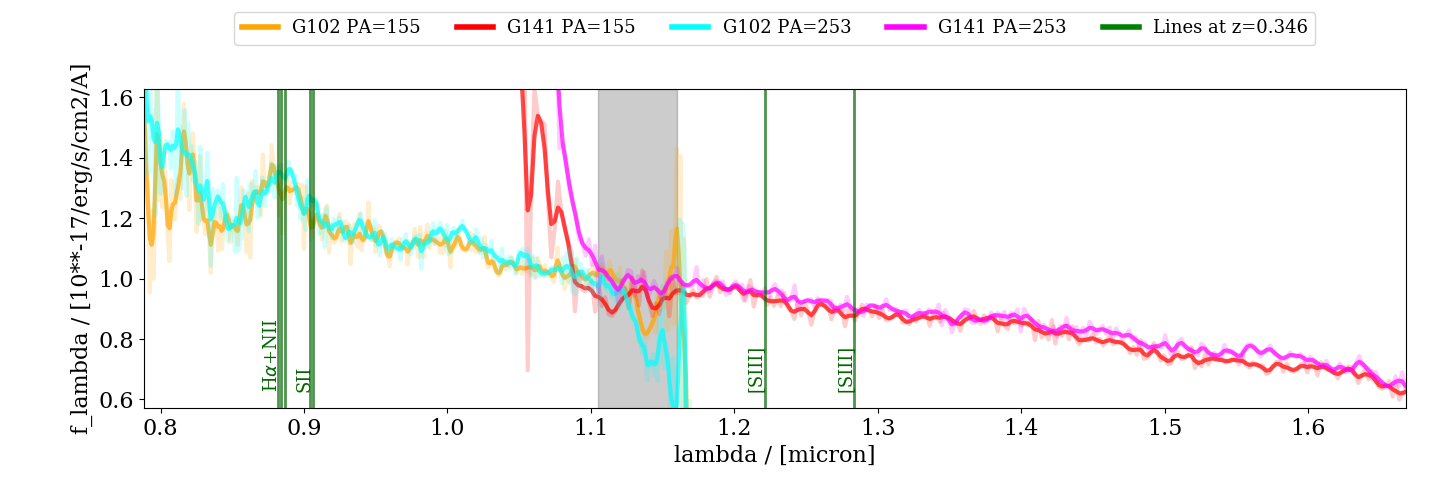 G102 PA=155 G141 PA=155 G102 PA=253 G141 PA=253 Lines at z=0.346
f_lambda / [10**-17/erg/s/cm2/A]
1.6
1.4
1.2
1.0
0.8
0.6
Hα+NII
SII
[SIII]
[SIII]
0.8 0.9 1.0 1.1 1.2 1.3 1.4 1.5 1.6
lambda / [micron]